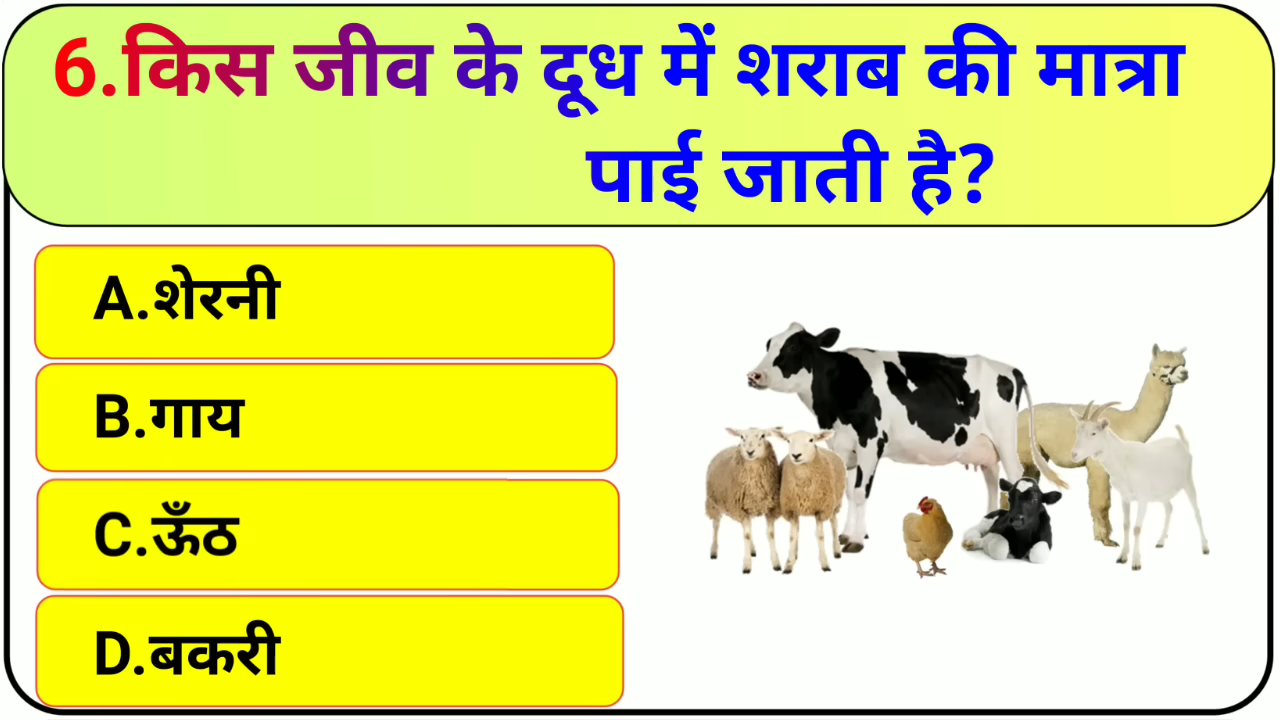 6.किस जीव के दूध में शराब की मात्रा
पाई जाती है?
A.शेरनी
B.गाय
C.ऊँठ
D.बकरी